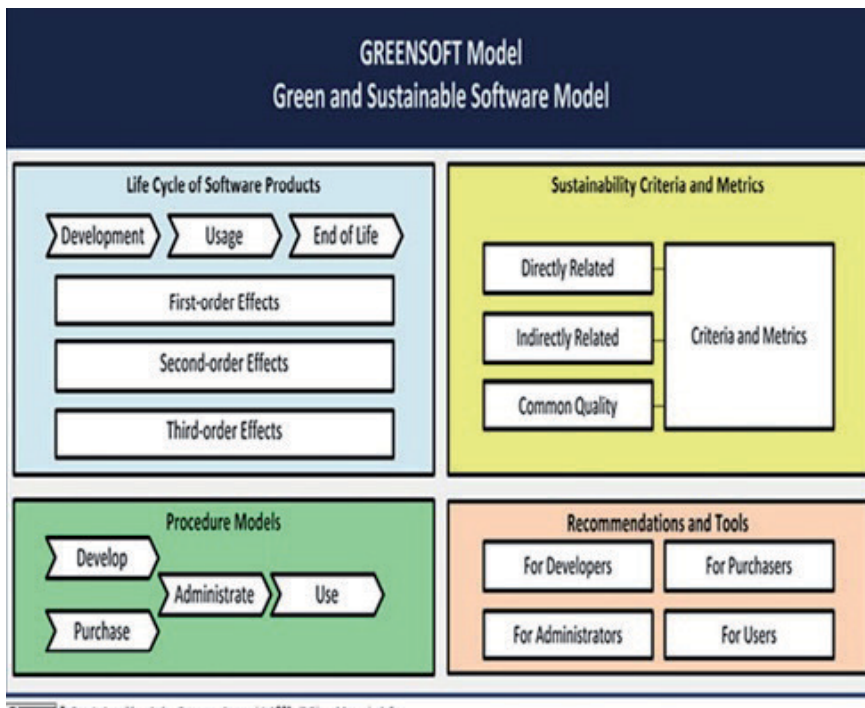 GREENSOFT Model
Green and Sustainable Software Model
Life Cycle of Software Products
Development
Usage
End of Life
First-order Effects
Second-order Effects
Third-order Effects
Sustainability Criteria and Metrics
Directly Related
Indirectly Related
Common Quality
Criteria and Metrics
Procedure Models
Develop
Purchase
Administrate
Use
Recommendations and Tools
For Developers
For Purchasers
For Administrators
For Users